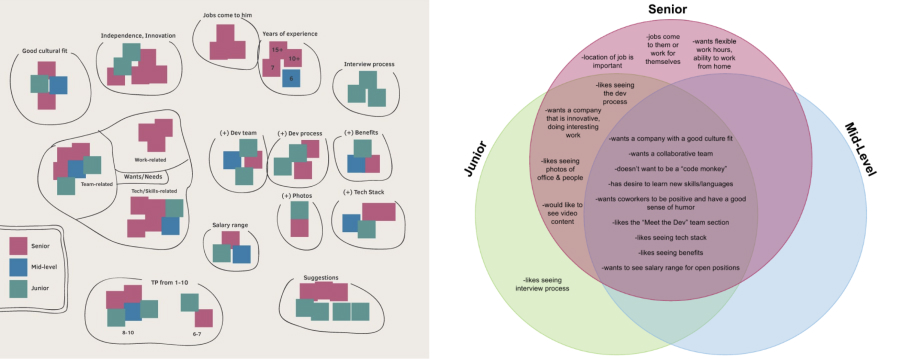 Jobs come to him
Independence, Innovation
Years of experience
Good cultural fit
15+
10+
7
6
Interview process
(+) Dev team
(+) Dev process
(+) Benefits
Work-related
Wants/Needs
Team-related
Tech/Skills-related
(+) Photos
(+) Tech Stack
Salary range
Senior
Mid-level
Junior
TP from 1-10
8-10
6-7
Suggestions
Senior
Junior
Mid-Level
-jobs come
to them or
work for
themselves
-wants flexible
work hours,
ability to work
from home
-location of job is
important
-likes seeing
the dev
process
-wants a company
that is innovative,
doing interesting
work
-likes seeing
photos of
office & people
-would like to
see video
content
-wants a company with a good culture fit
-wants a collaborative team
-doesn't want to be a "code monkey"
-has desire to learn new skills/languages
-wants coworkers to be positive and have a good
sense of humor
-likes the "Meet the Dev" team section
-likes seeing tech stack
-likes seeing benefits
-wants to see salary range for open positions
-likes seeing
interview process